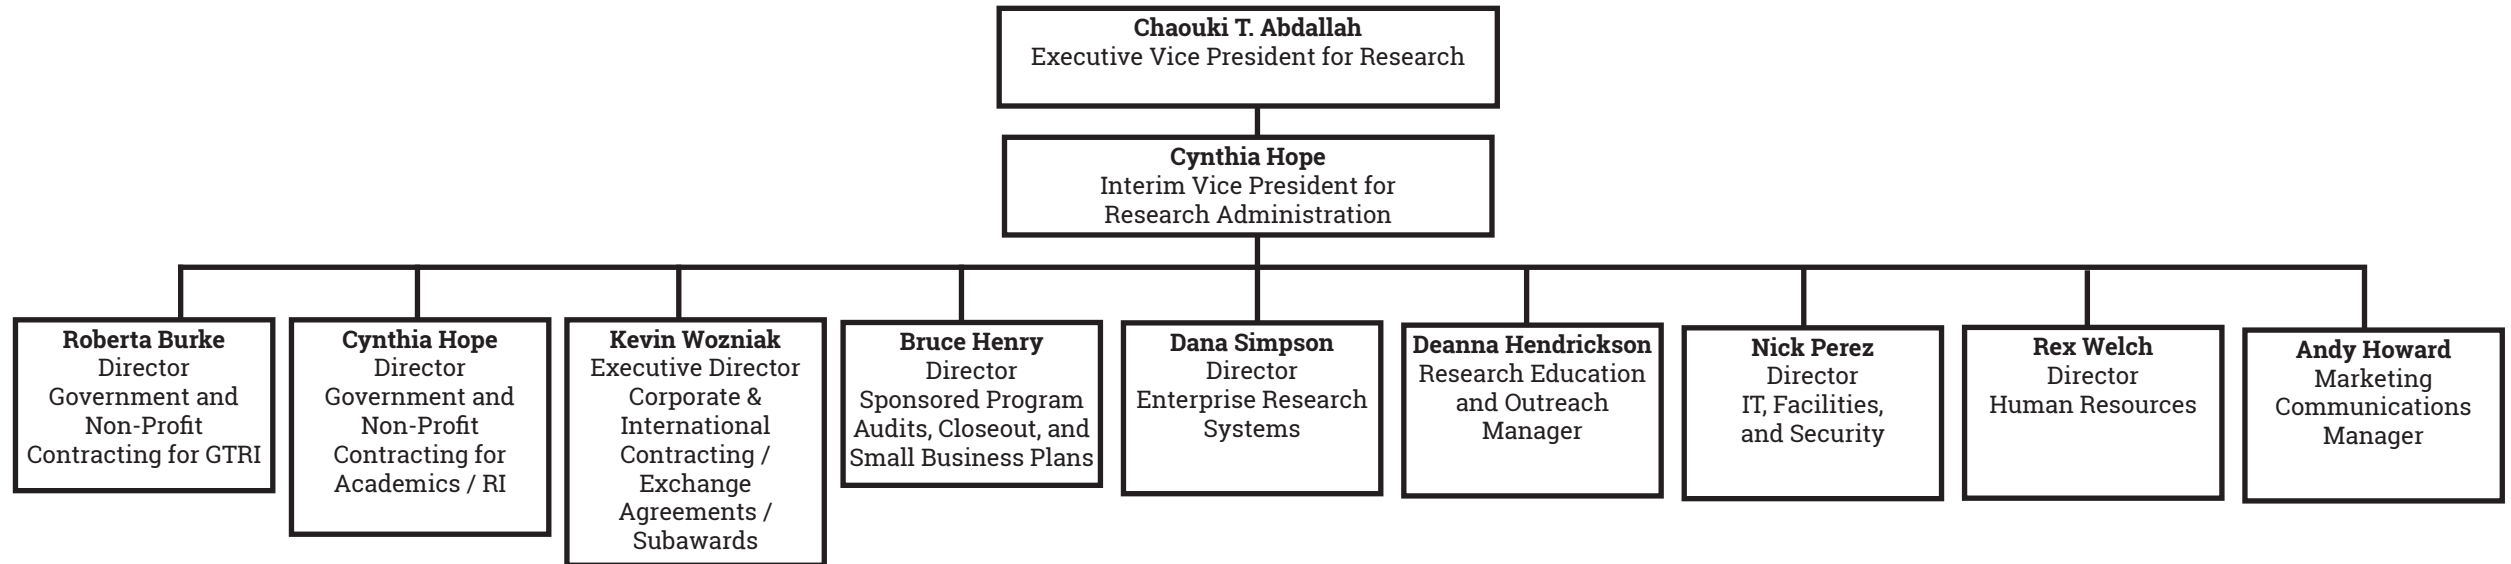 Chaouki T. Abdallah
Executive Vice President for Research
Cynthia Hope
Interim Vice President for
Research Administration
Roberta Burke
Director
Government and
Non-Profit
Contracting for GTRI
Cynthia Hope
Director
Government and
Non-Profit
Contracting for
Academics / RI
Kevin Wozniak
Executive Director
Corporate &
International
Contracting /
Exchange
Agreements /
Subawards
Bruce Henry
Director
Sponsored Program
Audits, Closeout, and
Small Business Plans
Dana Simpson
Director
Enterprise Research
Systems
Deanna Hendrickson
Research Education
and Outreach
Manager
Nick Perez
Director
IT, Facilities,
and Security
Rex Welch
Director
Human Resources
Andy Howard
Marketing
Communications
Manager